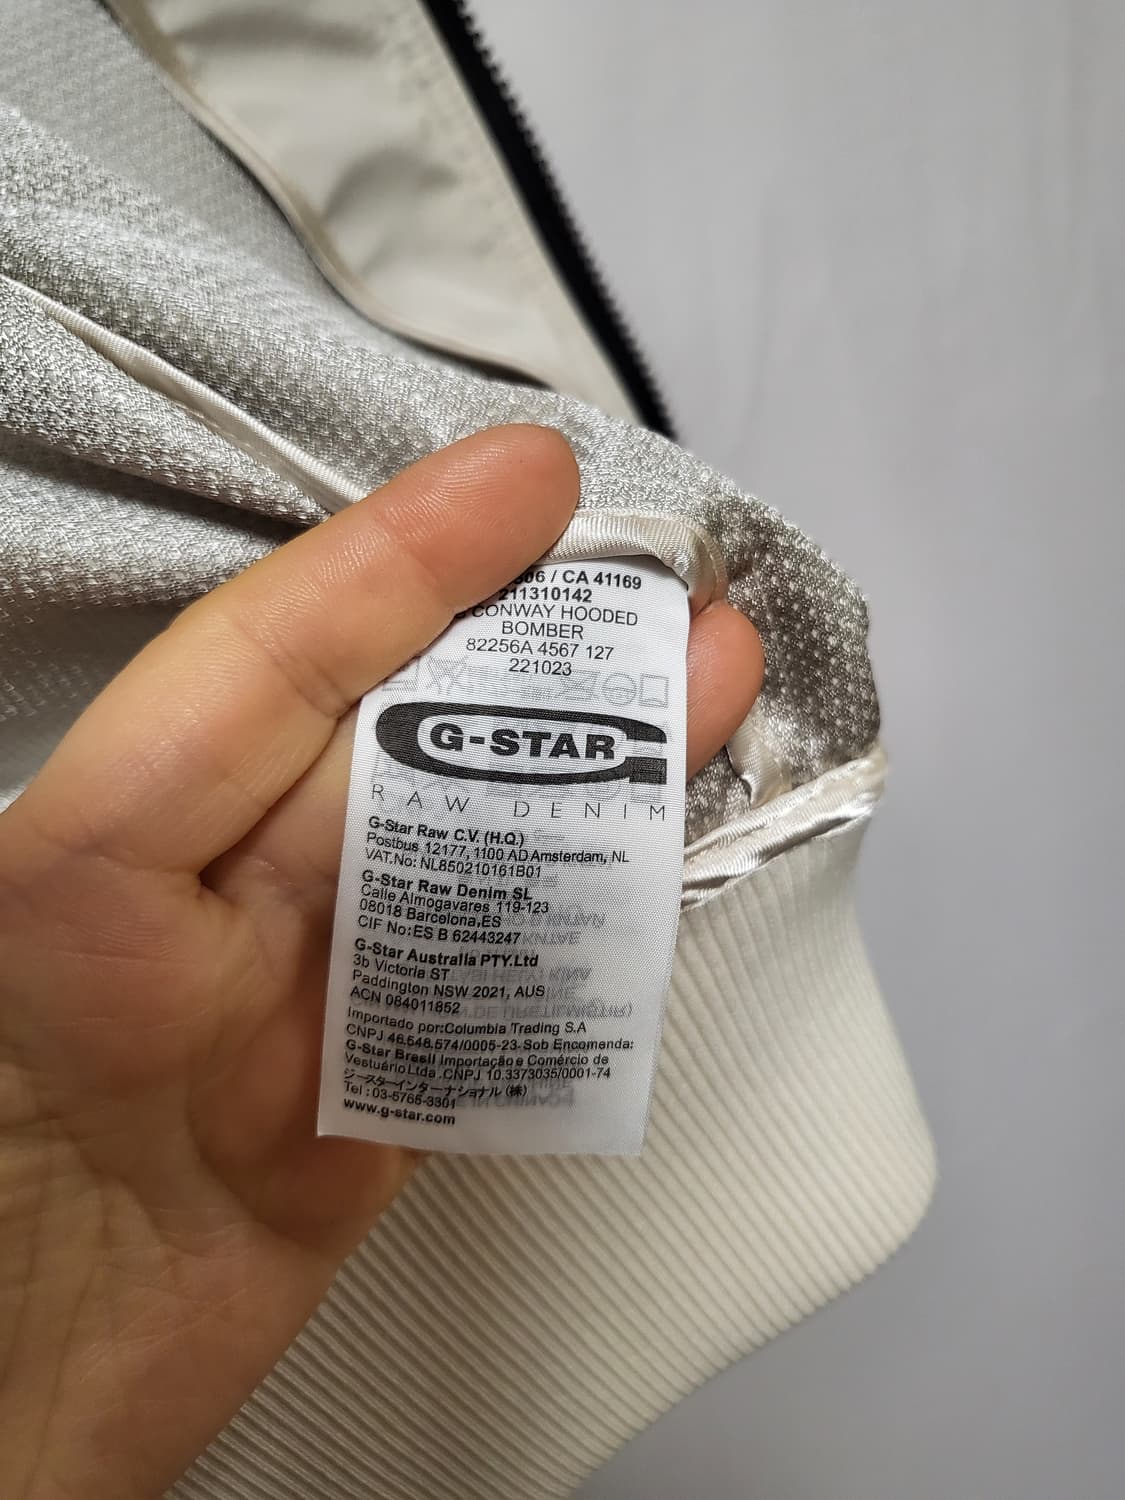 06 / CA 41169
211310142
CONWAY HOODED
BOMBER
82256A 4567 127
221023
G-STAR
RAW DENIM
G-Star Raw C.V. (H.Q.)
Postbus 12177, 1100 AD Amsterdam, NL
VAT.No: NL850210161B01
G-Star Raw Denim SL
Calle Almogavares 119-123
08018 Barcelona,ES
CIF No:ES B 62443247
G-Star Australia PTY.Ltd
3b Victoria ST
Paddington NSW 2021, AUS
ACN 084011852
Importado por:Columbia Trading S.A
CNPJ 46.548.574/0005-23-Sob Encomenda:
G-Star Brasil Importação e Comércio de
Vestuário Ltda.CNPJ 10.3373035/0001-74
ジースターインターナショナル(株)
Tel:03-5765-3301
www.g-star.com